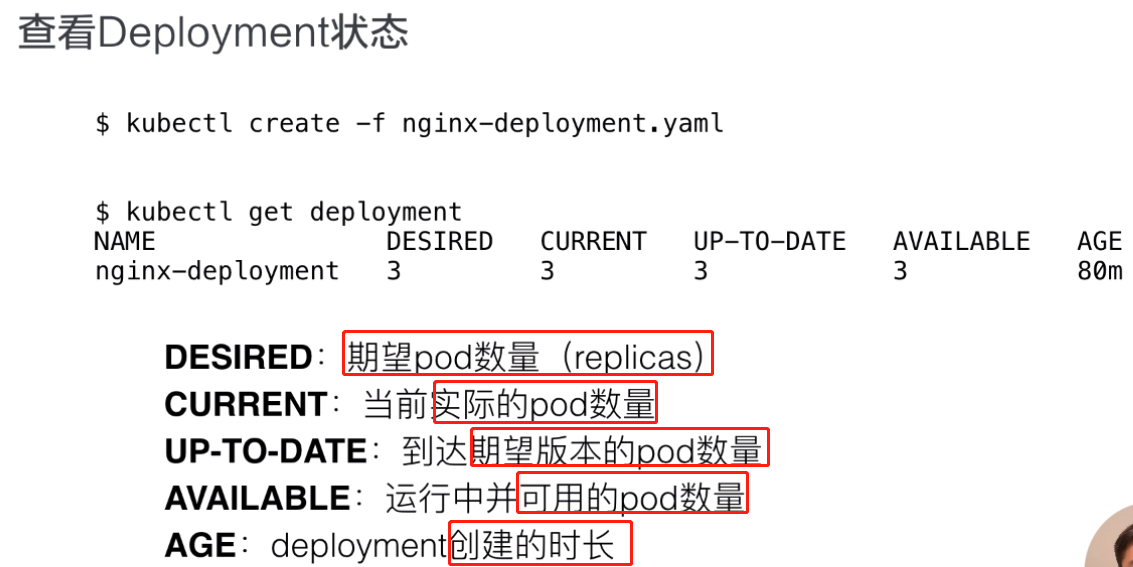 查看Deployment状态
$ kubectl create -f nginx-deployment.yaml
$ kubectl get deployment
NAME DESIRED CURRENT UP-TO-DATE AVAILABLE AGE
nginx-deployment 3 3 3 3 80m
DESIRED：期望pod数量（replicas）
CURRENT：当前实际的pod数量
UP-TO-DATE：到达期望版本的pod数量
AVAILABLE：运行中并可用的pod数量
AGE：deployment创建的时长